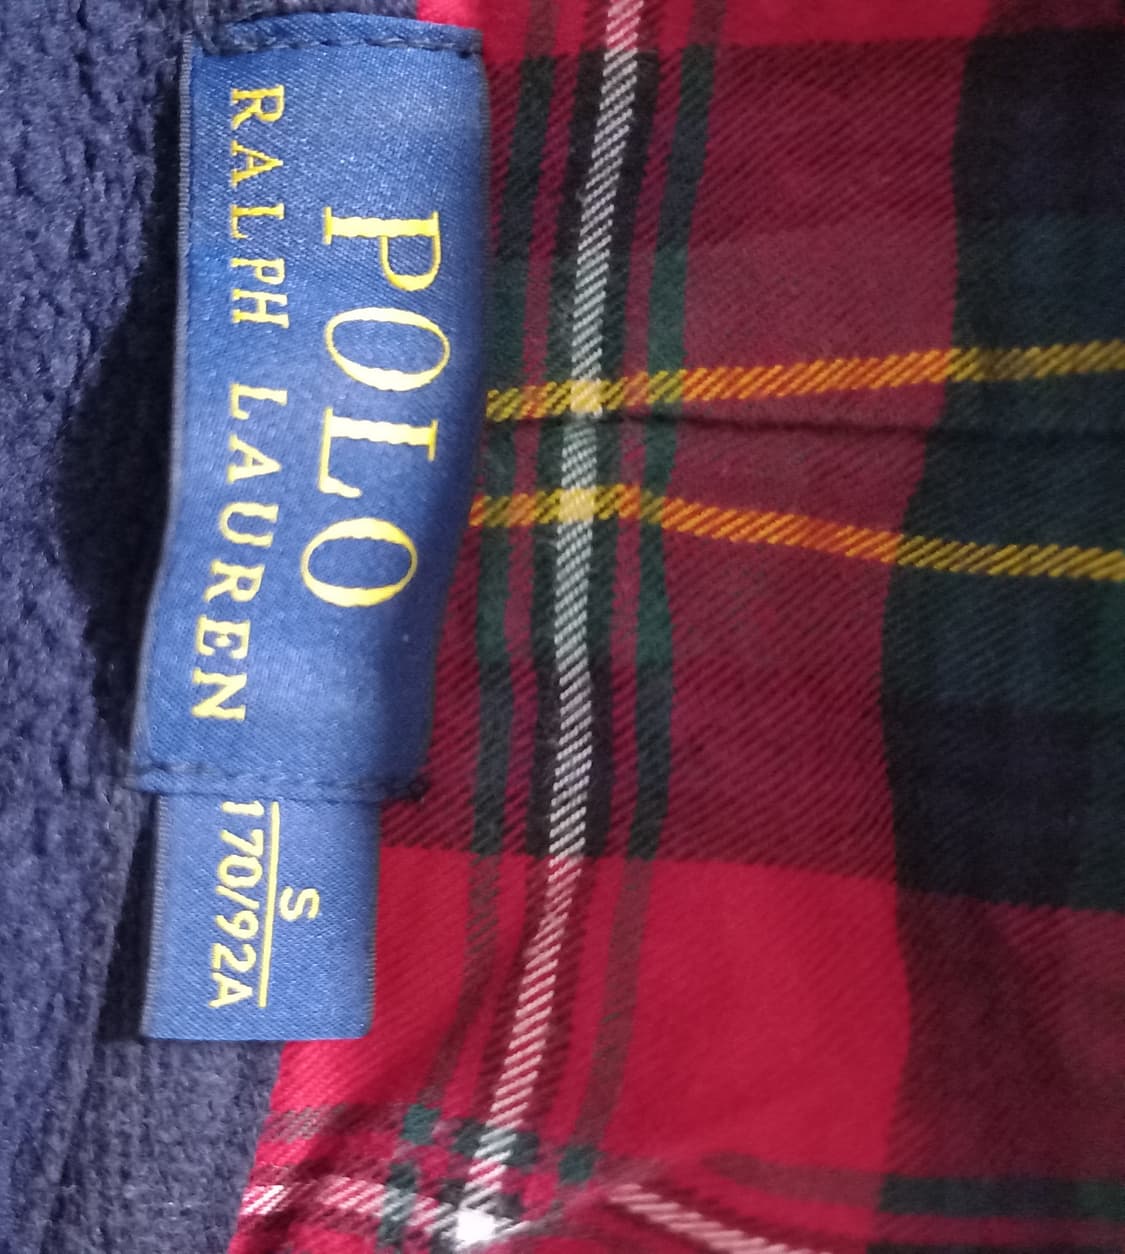 POLO
RALPH LAUREN
S
170/92A